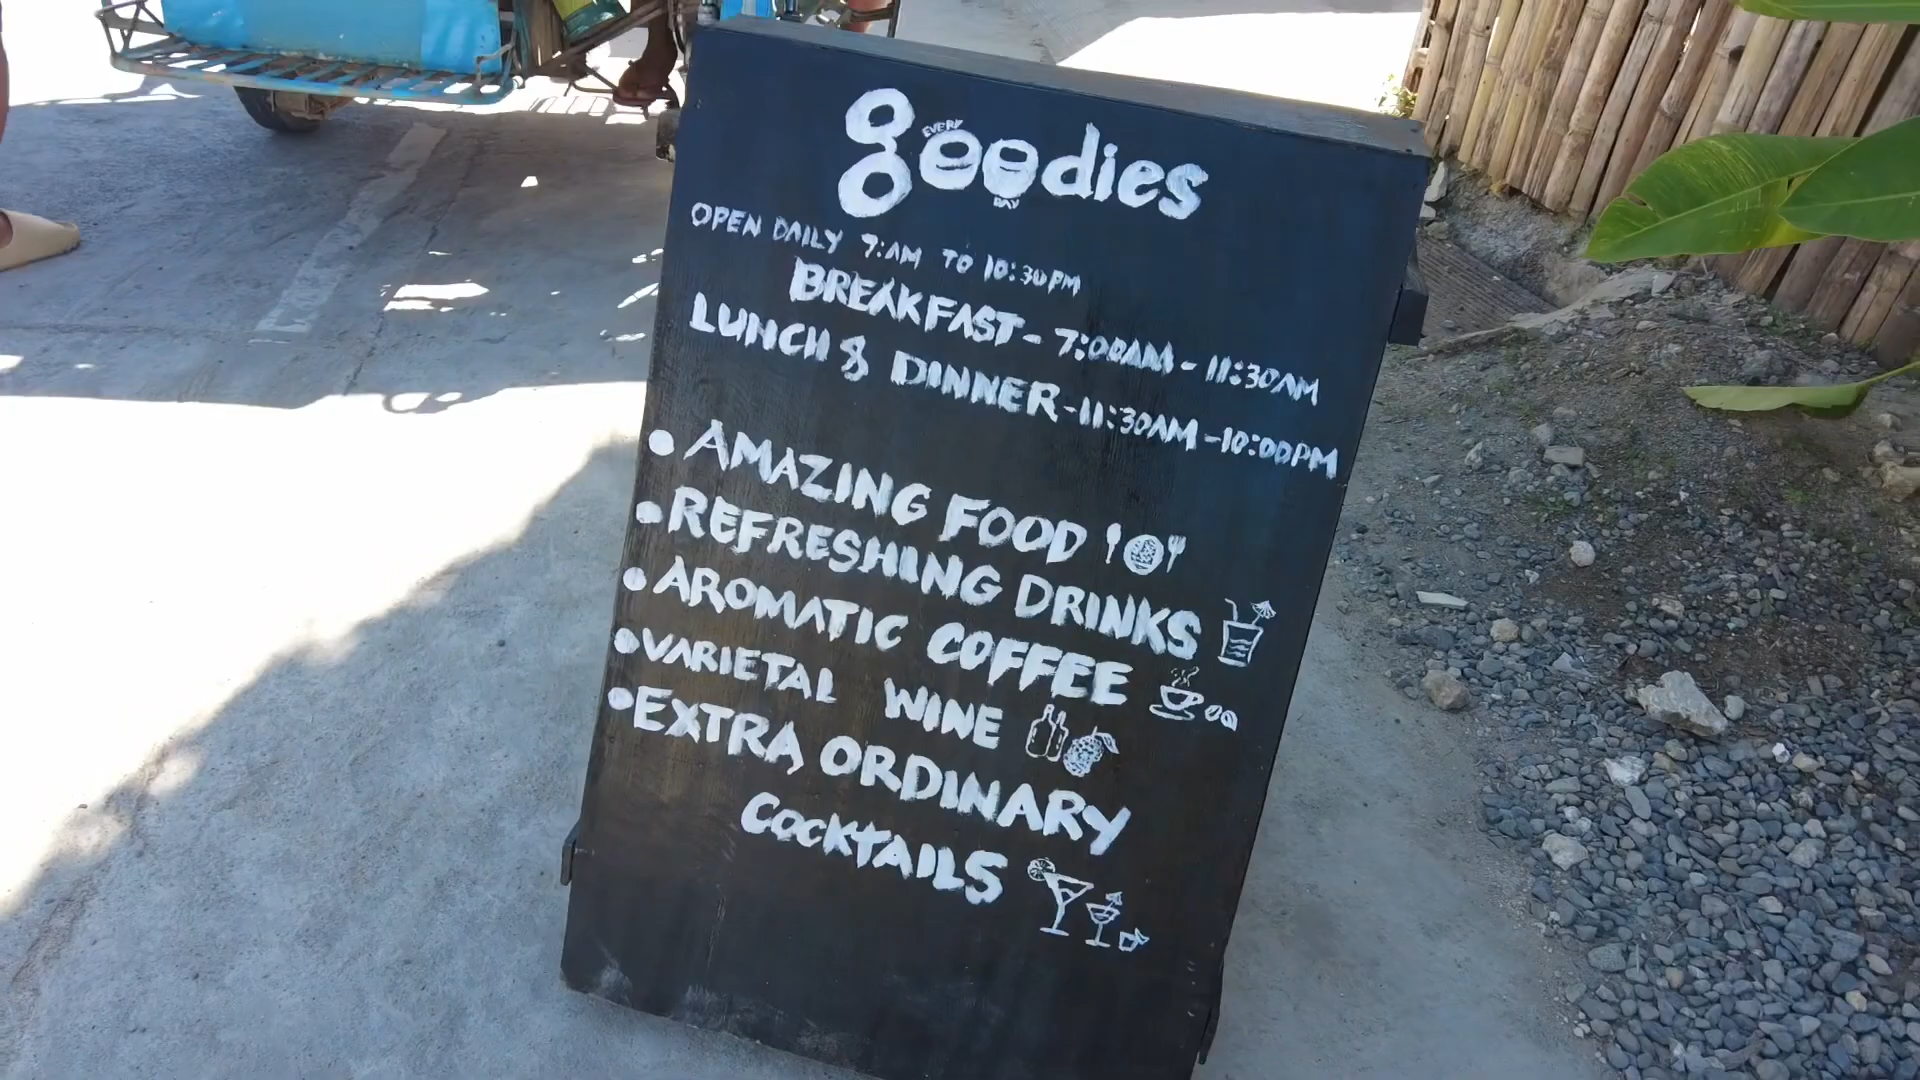 goodies
EVERY
DAY
OPEN DAILY 7:AM TO 10:30PM
BREAKFAST - 7:00AM - 11:30AM
LUNCH & DINNER - 11:30AM - 10:00PM
• AMAZING FOOD
• REFRESHING DRINKS
• AROMATIC COFFEE
• VARIETAL WINE
• EXTRA ORDINARY
COCKTAILS